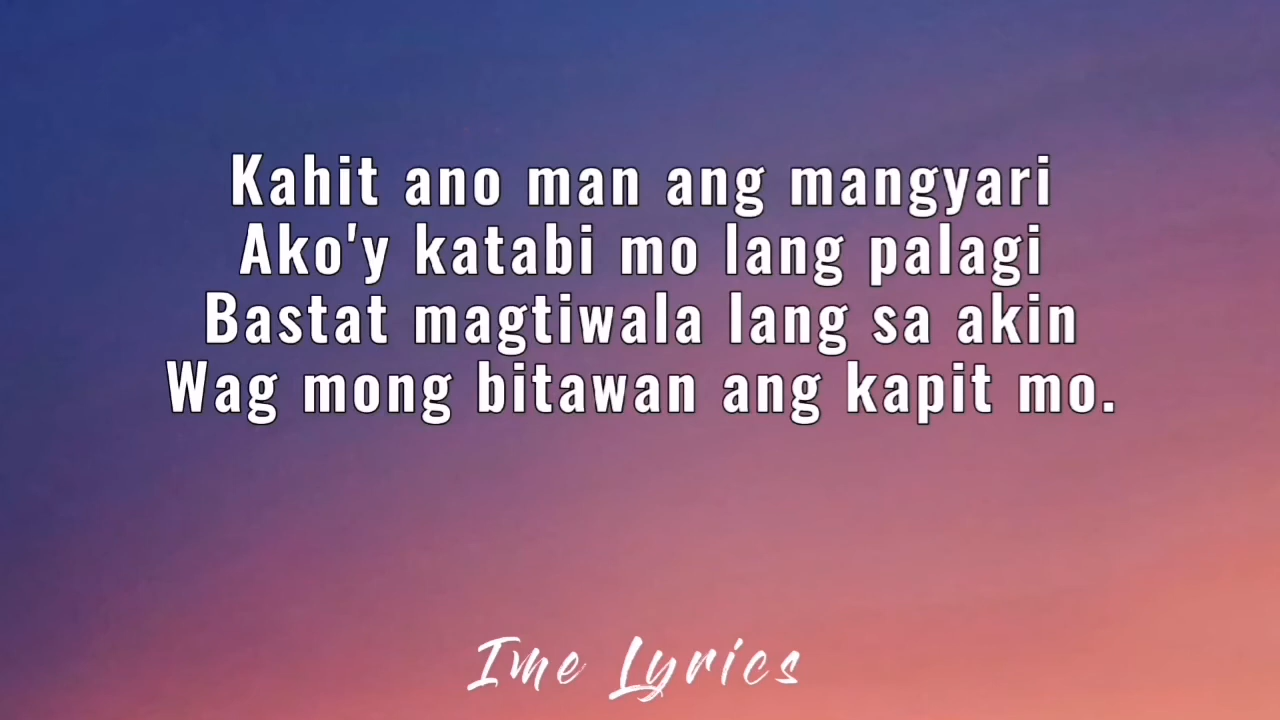 Kahit ano man ang mangyari
Ako'y katabi mo lang palagi
Bastat magtiwala lang sa akin
Wag mong bitawan ang kapit mo.
Ime Lyrics